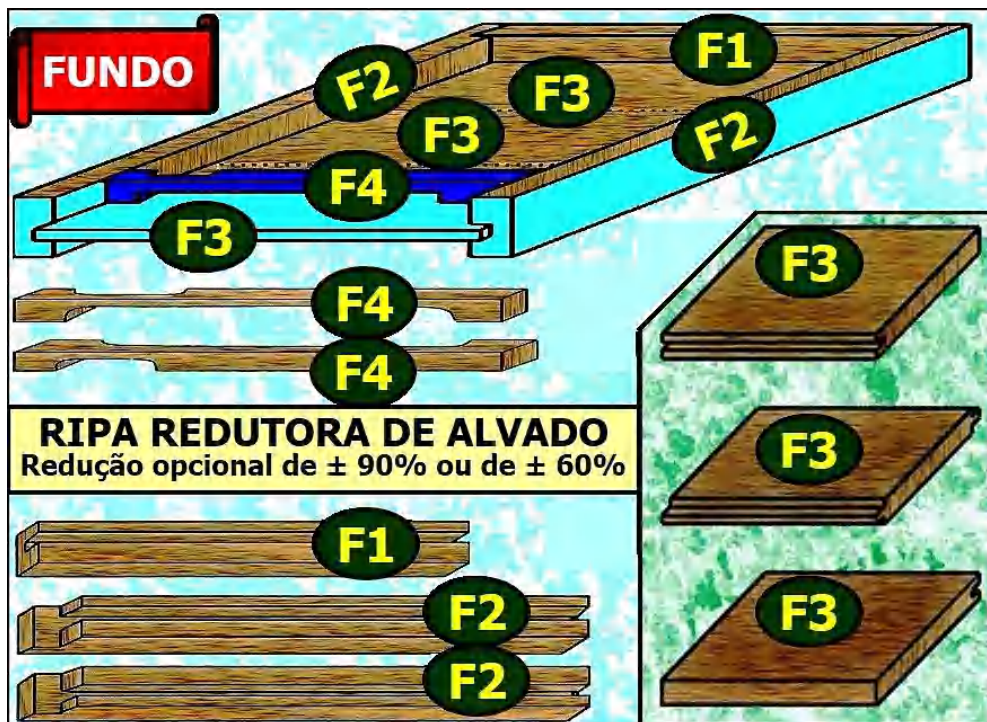 FUNDO
F1
F2
F3
F3
F2
F4
F3
F3
F4
F4
RIPA REDUTORA DE ALVADO
Redução opcional de ± 90% ou de ± 60%
F3
F1
F2
F3
F2